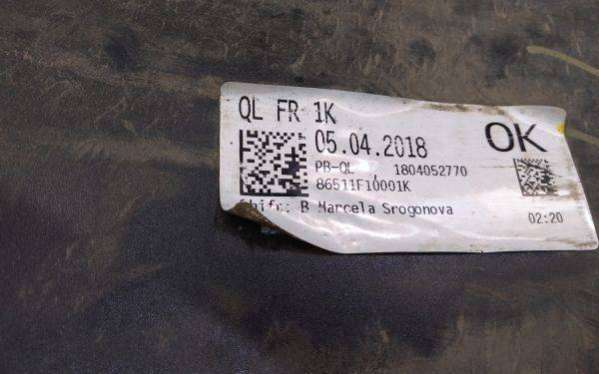 QL FR 1K
05.04.2018
OK
PB-QL , 1804052770
86511F10001K
Shift: B Marcela Srogonova
02:20